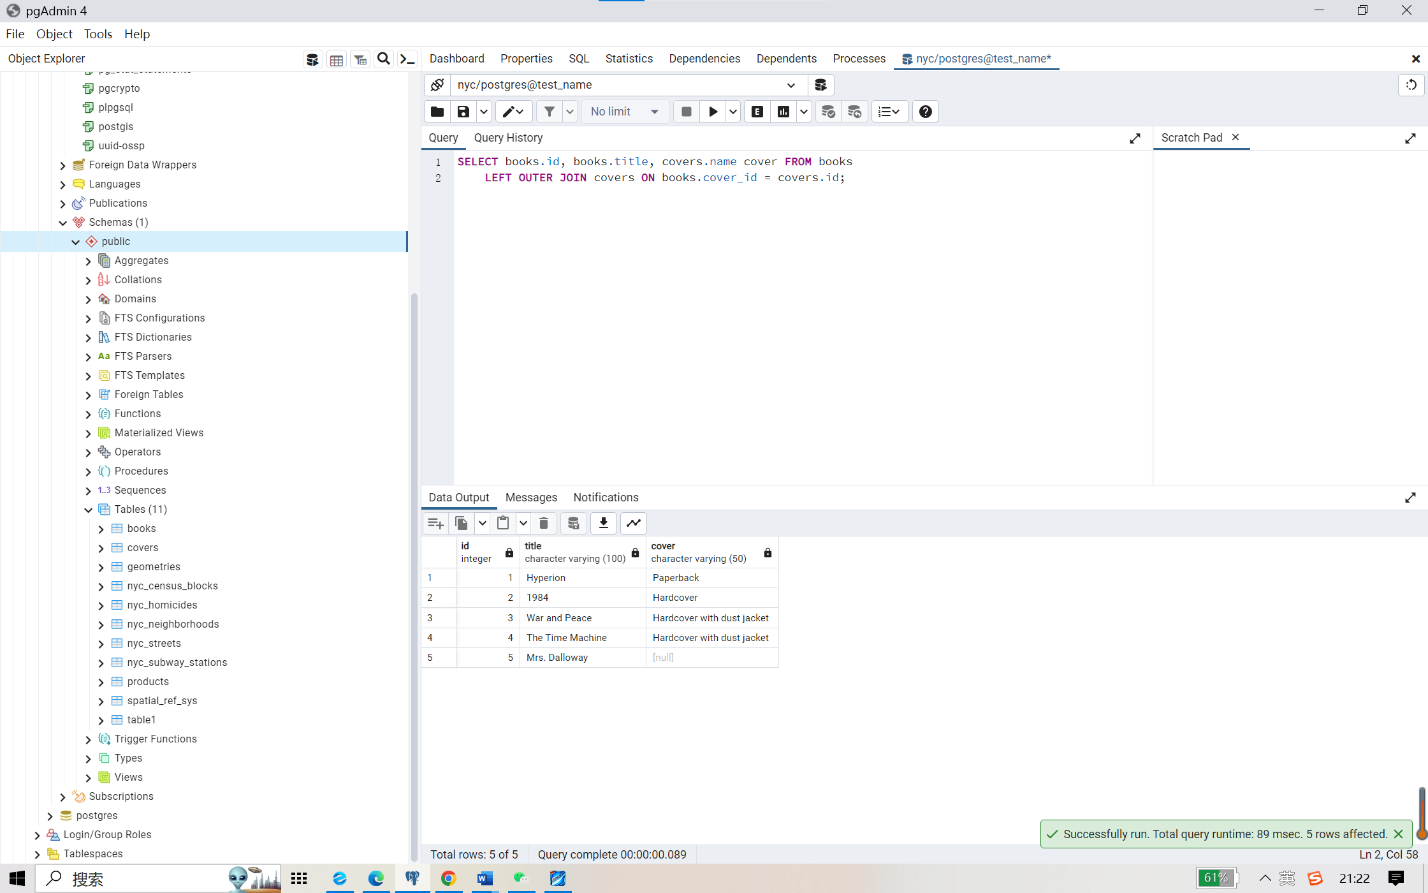 pgAdmin 4
File Object Tools Help
Object Explorer
Dashboard Properties SQL Statistics Dependencies Dependents Processes nyc/postgres@test_name*
nyc/postgres@test_name
No limit
E
Query Query History
Scratch Pad
1 SELECT books.id, books.title, covers.name cover FROM books
2 LEFT OUTER JOIN covers ON books.cover_id = covers.id;
pg_stat_statements
pgcrypto
plpgsql
postgis
uuid-ossp
Foreign Data Wrappers
Languages
Publications
Schemas (1)
public
Aggregates
Collations
Domains
FTS Configurations
FTS Dictionaries
Aa FTS Parsers
FTS Templates
Foreign Tables
Functions
Materialized Views
Operators
Procedures
1..3 Sequences
Tables (11)
books
covers
geometries
nyc_census_blocks
nyc_homicides
nyc_neighborhoods
nyc_streets
nyc_subway_stations
products
spatial_ref_sys
table1
Trigger Functions
Types
Views
Subscriptions
postgres
Login/Group Roles
Tablespaces
Data Output Messages Notifications
id title cover
integer character varying (100) character varying (50)
1 1 Hyperion Paperback
2 2 1984 Hardcover
3 3 War and Peace Hardcover with dust jacket
4 4 The Time Machine Hardcover with dust jacket
5 5 Mrs. Dalloway [null]
Successfully run. Total query runtime: 89 msec. 5 rows affected.
Total rows: 5 of 5 Query complete 00:00:00.089
Ln 2, Col 58
搜索
61%
英
21:22